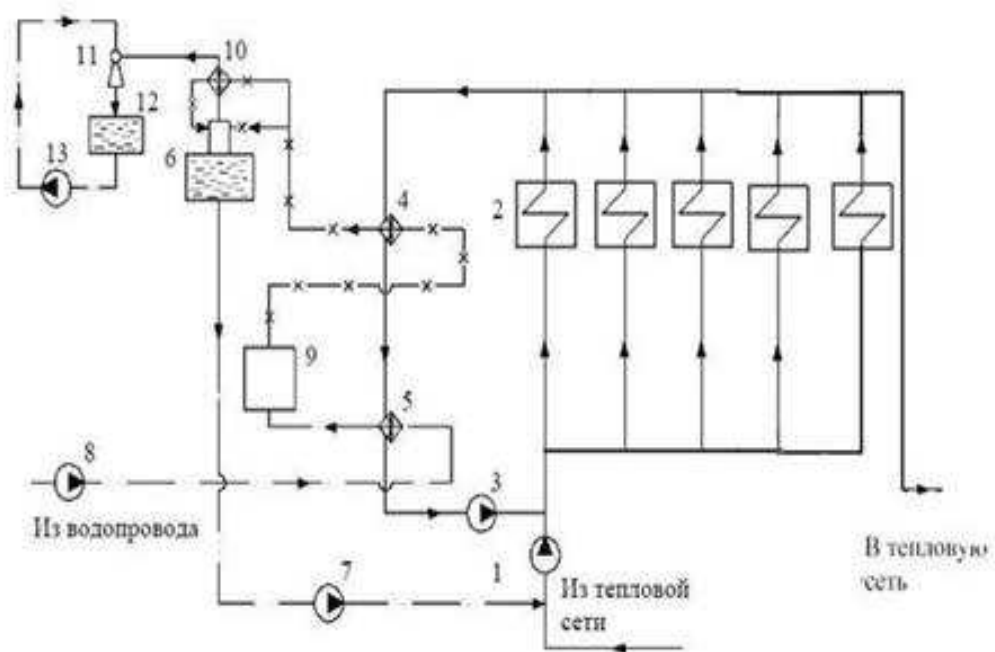 10
11
12
13
6
4
2
9
5
8
3
Из водопровода
7
1
Из тепловой
сети
В тепловую
сеть